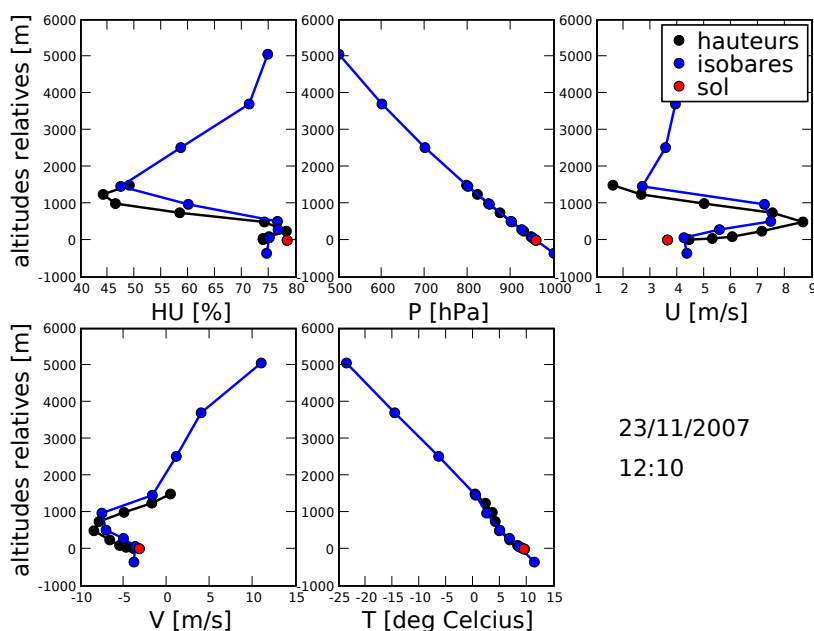 6000 6000 6000
5000 5000 5000
4000 4000 4000
3000 3000 3000
2000 2000 2000
1000 1000 1000
0 0 0
-1000 -1000 -1000
altitudes relatives [m]
hauteurs
isobares
sol
40 45 50 55 60 65 70 75 80 500 600 700 800 900 1000 1 2 3 4 5 6 7 8 9
HU [%] P [hPa] U [m/s]
6000 6000
5000 5000
4000 4000
3000 3000
2000 2000
1000 1000
0 0
-1000 -1000
altitudes relatives [m]
23/11/2007
12:10
-10 -5 0 5 10 15 -25 -20 -15 -10 -5 0 5 10 15
V [m/s] T [deg Celcius]